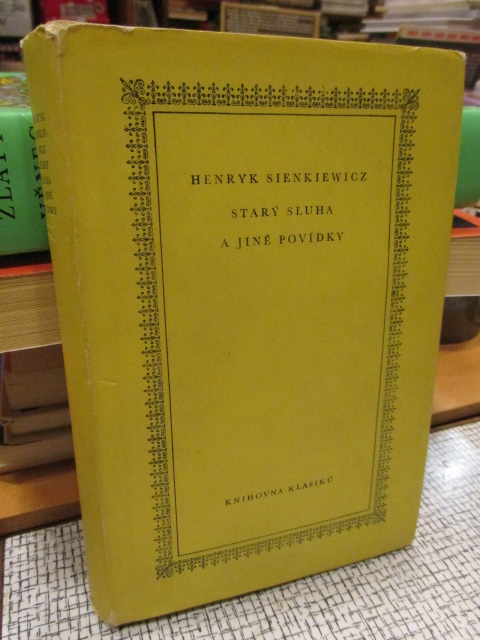 HENRYK SIENKIEWICZ
STARÝ SLUHA
A JINÉ POVÍDKY
KNIHOVNA KLASIKŮ